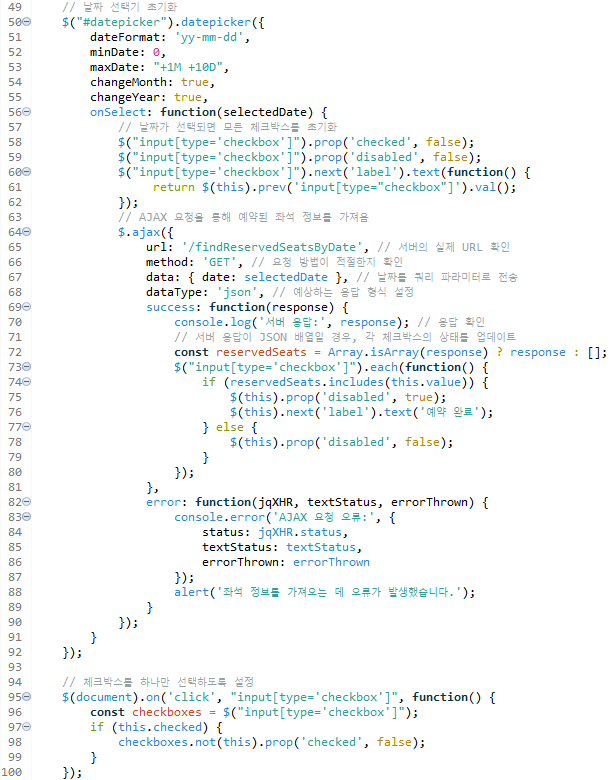 49 // 날짜 선택기 초기화
50 $("#datepicker").datepicker({
51 dateFormat: 'yy-mm-dd',
52 minDate: 0,
53 maxDate: "+1M +10D",
54 changeMonth: true,
55 changeYear: true,
56 onSelect: function(selectedDate) {
57 // 날짜가 선택되면 모든 체크박스를 초기화
58 $("input[type='checkbox']").prop('checked', false);
59 $("input[type='checkbox']").prop('disabled', false);
60 $("input[type='checkbox']").next('label').text(function() {
61 return $(this).prev('input[type="checkbox"]').val();
62 });
63 // AJAX 요청을 통해 예약된 좌석 정보를 가져옴
64 $.ajax({
65 url: '/findReservedSeatsByDate', // 서버의 실제 URL 확인
66 method: 'GET', // 요청 방법이 적절한지 확인
67 data: { date: selectedDate }, // 날짜를 쿼리 파라미터로 전송
68 dataType: 'json', // 예상하는 응답 형식 설정
69 success: function(response) {
70 console.log('서버 응답:', response); // 응답 확인
71 // 서버 응답이 JSON 배열일 경우, 각 체크박스의 상태를 업데이트
72 const reservedSeats = Array.isArray(response) ? response : [];
73 $("input[type='checkbox']").each(function() {
74 if (reservedSeats.includes(this.value)) {
75 $(this).prop('disabled', true);
76 $(this).next('label').text('예약 완료');
77 } else {
78 $(this).prop('disabled', false);
79 }
80 });
81 },
82 error: function(jqXHR, textStatus, errorThrown) {
83 console.error('AJAX 요청 오류:', {
84 status: jqXHR.status,
85 textStatus: textStatus,
86 errorThrown: errorThrown
87 });
88 alert('좌석 정보를 가져오는 데 오류가 발생했습니다.');
89 }
90 });
91 }
92 });
93
94 // 체크박스를 하나만 선택하도록 설정
95 $(document).on('click', "input[type='checkbox']", function() {
96 const checkboxes = $("input[type='checkbox']");
97 if (this.checked) {
98 checkboxes.not(this).prop('checked', false);
99 }
100 });